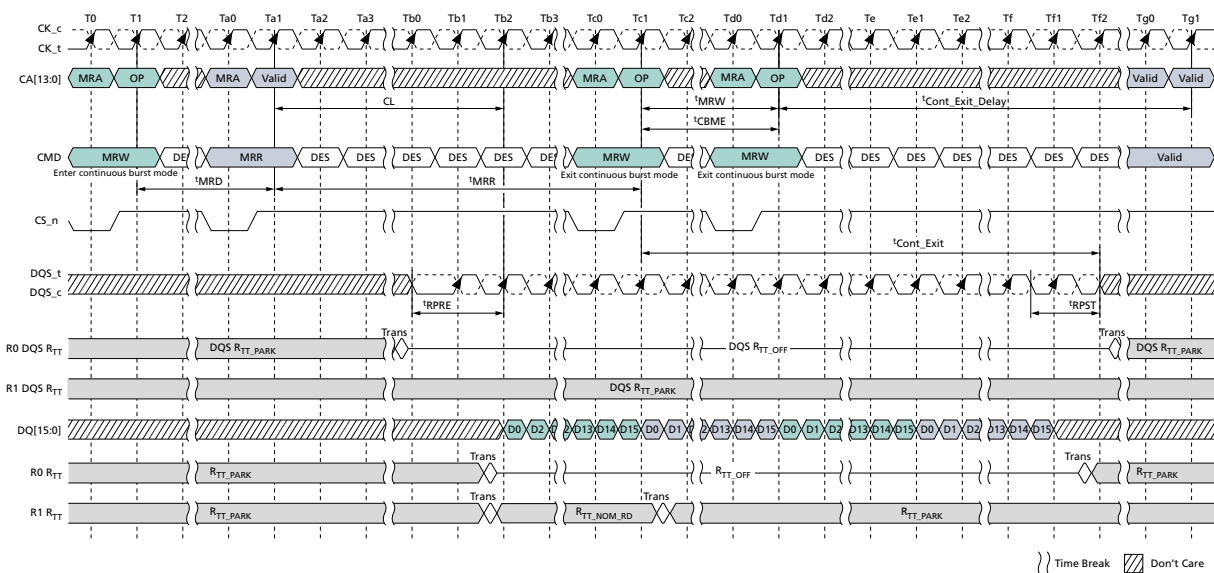 T0 T1 T2 Ta0 Ta1 Ta2 Ta3 Tb0 Tb1 Tb2 Tb3 Tc0 Tc1 Tc2 Td0 Td1 Td2 Te Te1 Te2 Tf Tf1 Tf2 Tg0 Tg1
CK_c
CK_t
CA[13:0] MRA OP MRA Valid MRA OP MRA OP Valid Valid
CL tMRW tCont_Exit_Delay
tCBME
CMD MRW DES MRR DES DES DES DES DES DES MRW DES MRW DES DES DES DES DES DES DES Valid
Enter continuous burst mode Exit continuous burst mode Exit continuous burst mode
tMRD tMRR
CS_n
tCont_Exit
DQS_t
DQS_c
tRPRE tRPST
Trans Trans
R0 DQS RTT DQS RTT_PARK DQS RTT_OFF DQS RTT_PARK
R1 DQS RTT DQS RTT_PARK
DQ[15:0] D0 D2 D13 D14 D15 D0 D1 D13 D14 D15 D0 D1 D2 D13 D14 D15 D0 D1 D2 D13 D14 D15
Trans Trans
R0 RTT RTT_PARK RTT_OFF RTT_PARK
Trans Trans
R1 RTT RTT_PARK RTT_NOM_RD RTT_PARK
Time Break Don't Care